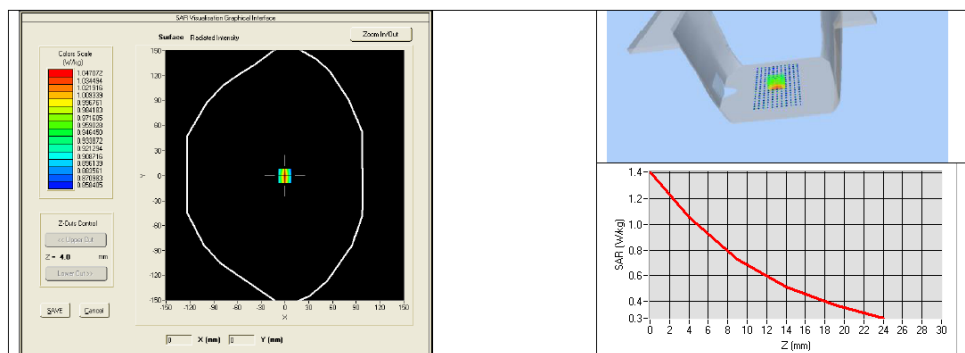 SAR Visualisation Graphical Interface
Surface Radiated Intensity
Zoom In/Out
Colors Scale
(W/kg)
1.047072
1.034494
1.021916
1.009339
0.996761
0.984183
0.971605
0.959028
0.946450
0.933872
0.921294
0.908716
0.896139
0.883561
0.870983
0.858405
Z-Cuts Control
<< Upper Cut
Z = 4.0 mm
Lower Cut >>
SAVE Cancel
150
120
90
60
30
0
-30
-60
-90
-120
-150
Y
-150 -120 -90 -60 -30 0 30 60 90 120 150
X
0 X (mm) 0 Y (mm)
1.4
1.2
1.0
0.8
0.6
0.4
0.3
SAR (W/kg)
0 2 4 6 8 10 12 14 16 18 20 22 24 26 28 30
Z (mm)